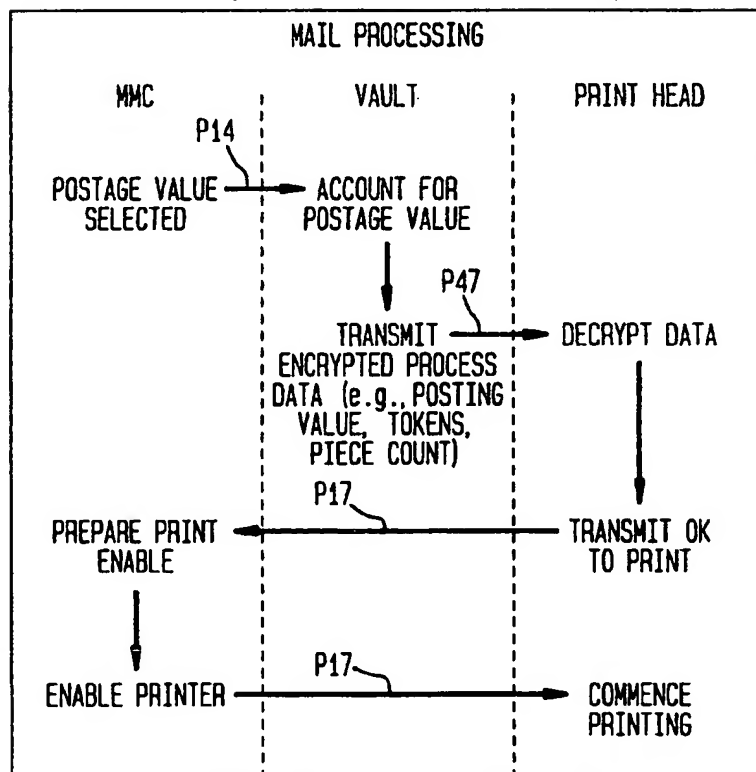 MAIL PROCESSING
MMC VAULT PRINT HEAD
P14
POSTAGE VALUE
SELECTED
ACCOUNT FOR
POSTAGE VALUE
P47
TRANSMIT
ENCRYPTED PROCESS
DATA (e.g., POSTING
VALUE, TOKENS,
PIECE COUNT)
DECRYPT DATA
P17
PREPARE PRINT
ENABLE
TRANSMIT OK
TO PRINT
P17
ENABLE PRINTER
COMMENCE
PRINTING